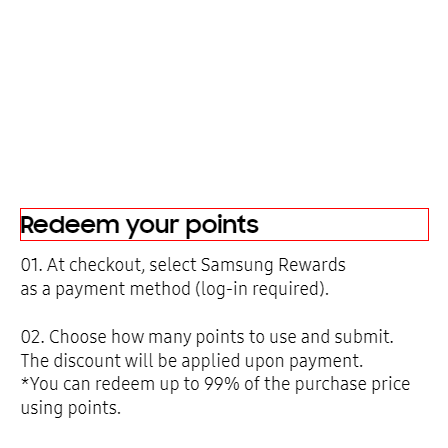 Redeem your points
01. At checkout, select Samsung Rewards
as a payment method (log-in required).
02. Choose how many points to use and submit.
The discount will be applied upon payment.
*You can redeem up to 99% of the purchase price
using points.